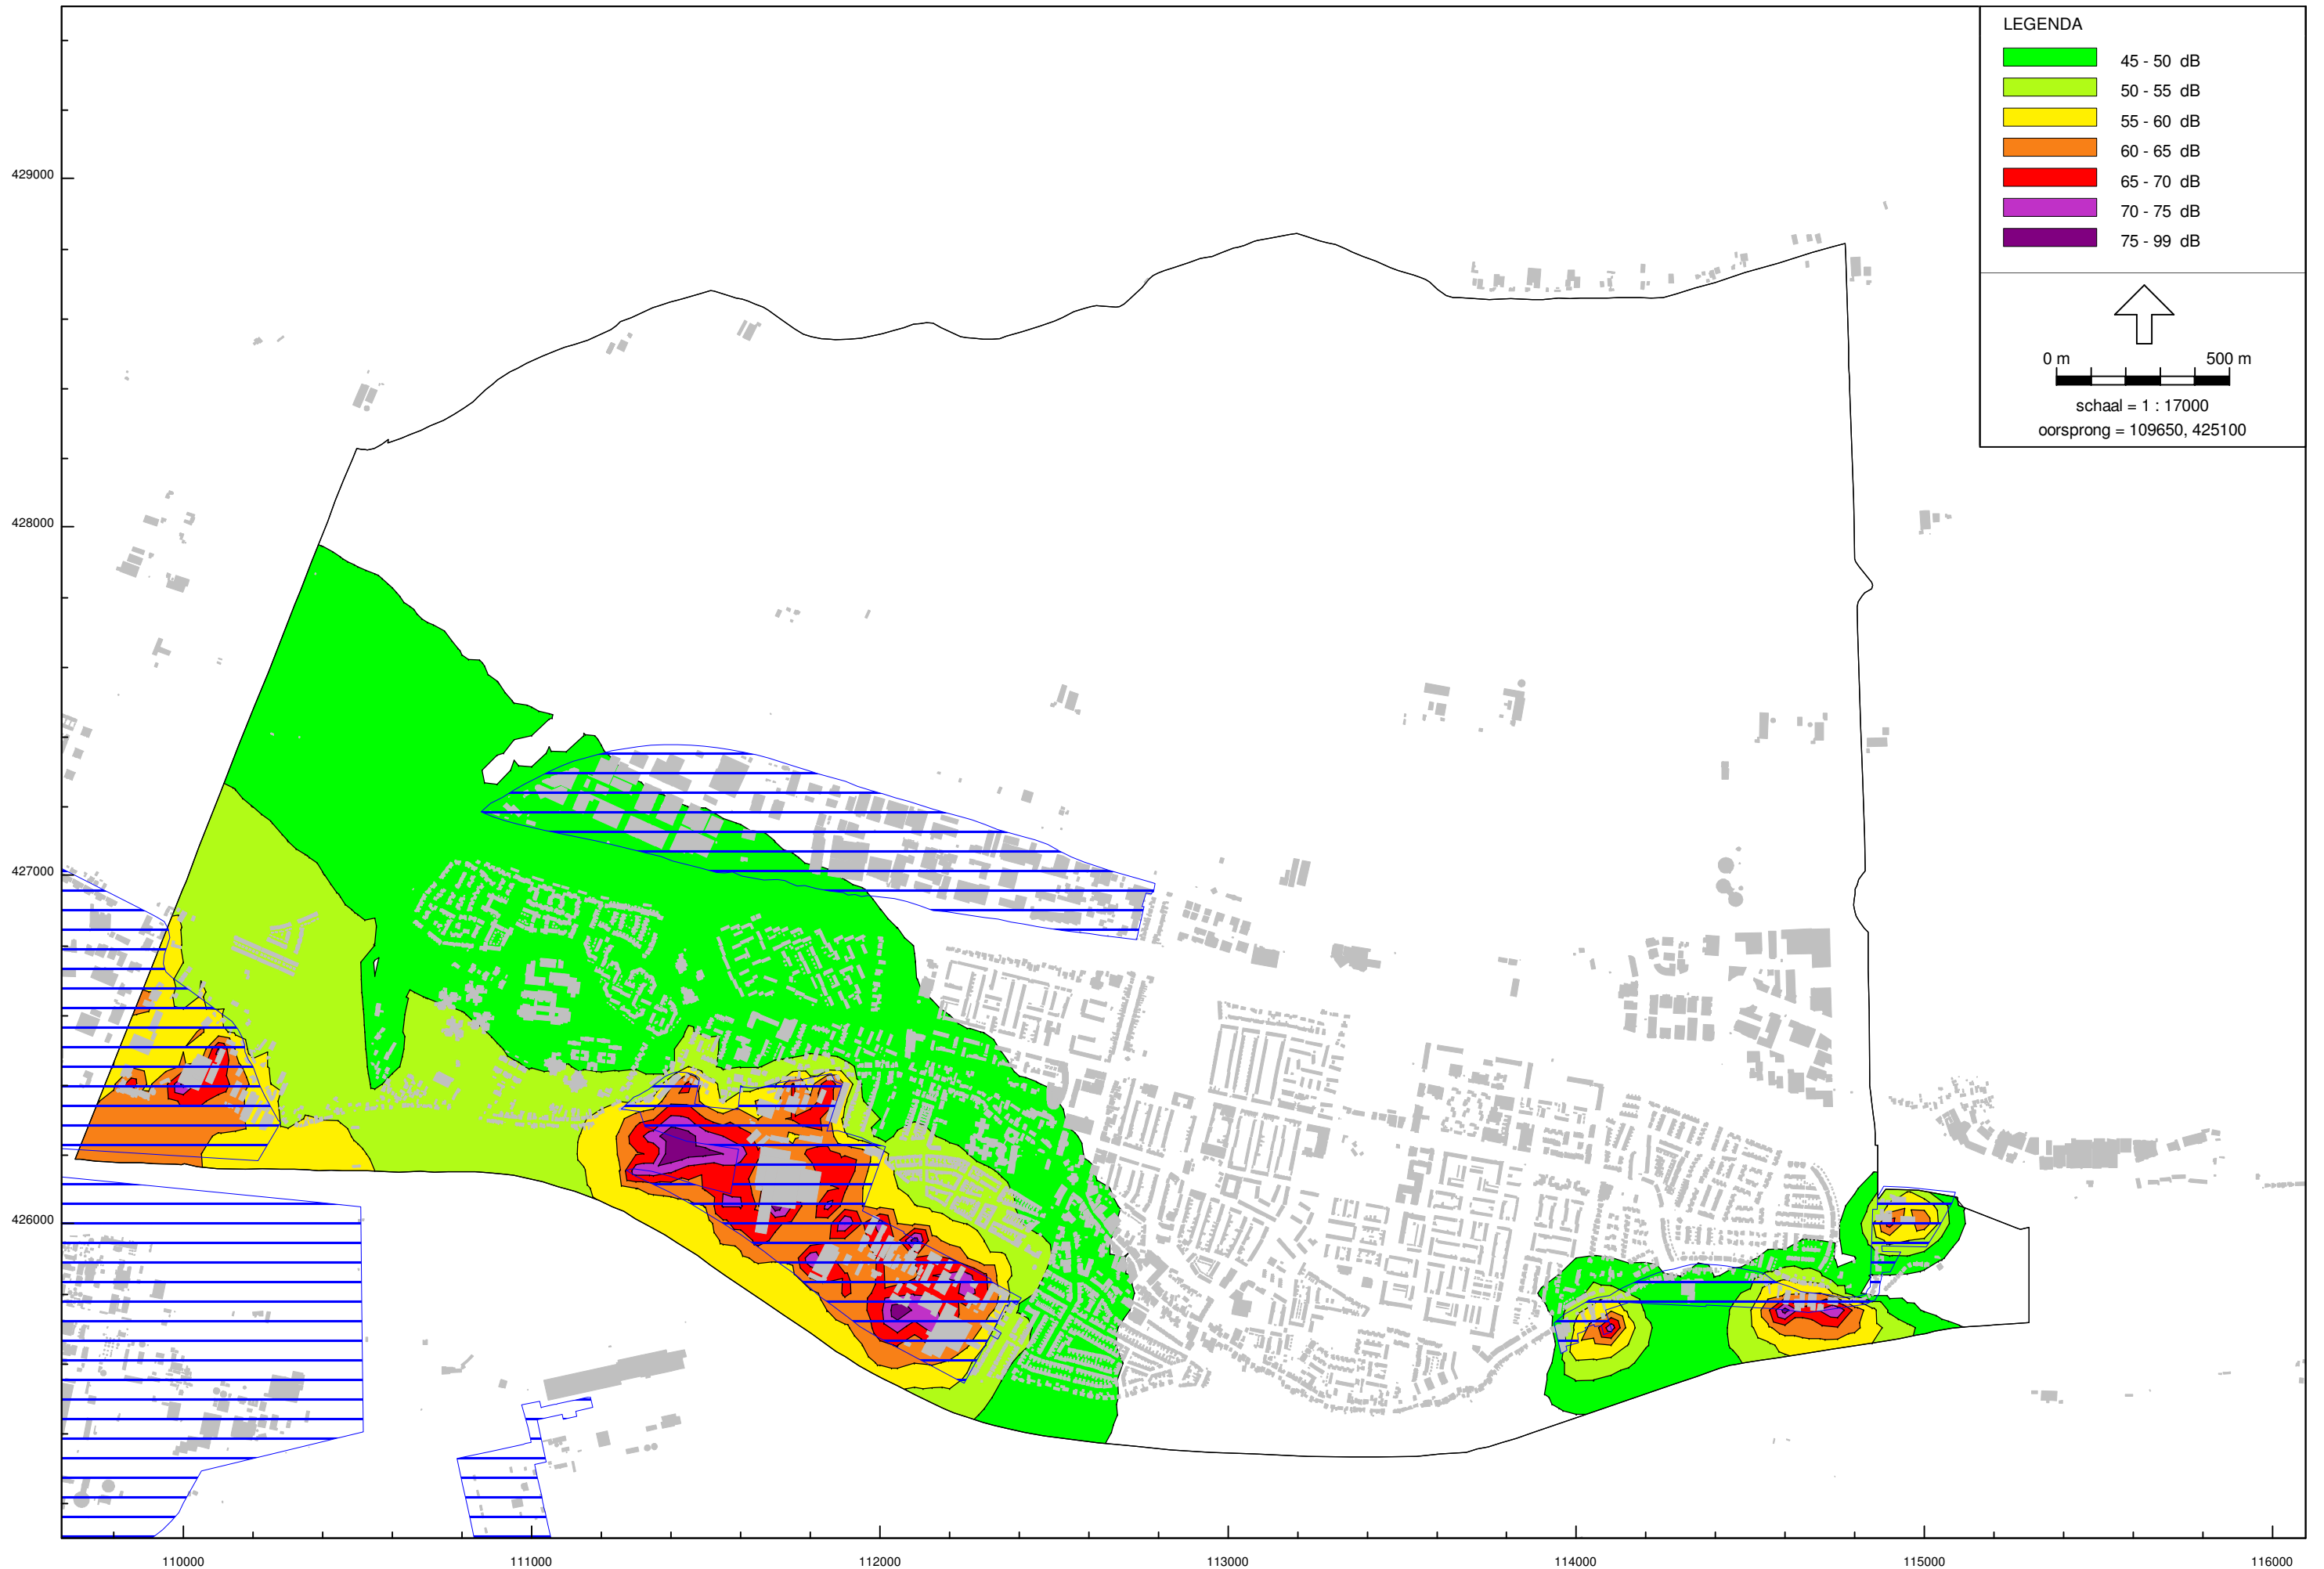 LEGENDA
45 - 50 dB
50 - 55 dB
55 - 60 dB
60 - 65 dB
65 - 70 dB
70 - 75 dB
75 - 99 dB
0 m 500 m
schaal = 1 : 17000
oorsprong = 109650, 425100
429000
428000
427000
426000
110000 111000 112000 113000 114000 115000 116000